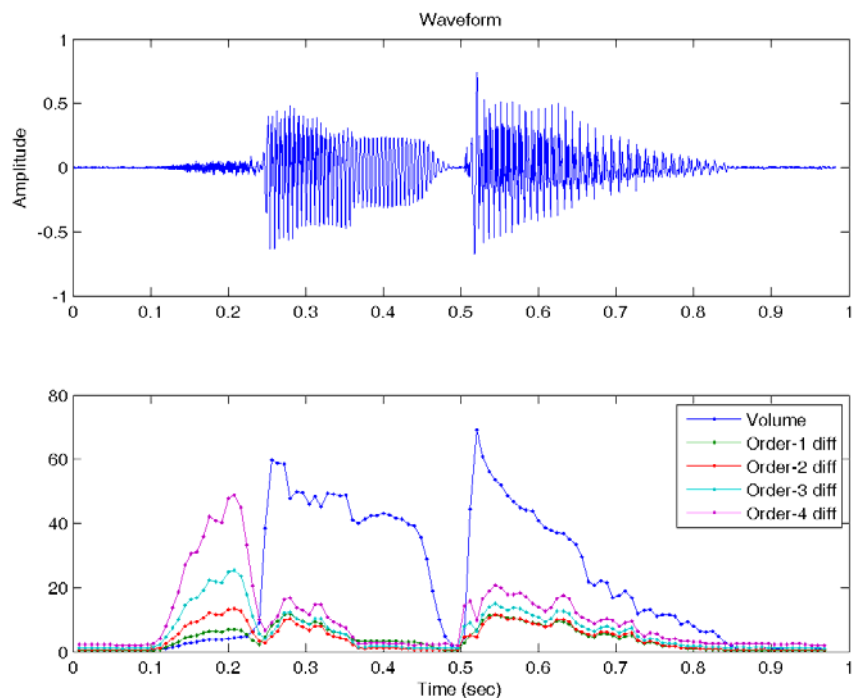 Waveform
1
0.5
0
-0.5
-1
Amplitude
0 0.1 0.2 0.3 0.4 0.5 0.6 0.7 0.8 0.9 1
80
60
40
20
0
Volume
Order-1 diff
Order-2 diff
Order-3 diff
Order-4 diff
0 0.1 0.2 0.3 0.4 0.5 0.6 0.7 0.8 0.9 1
Time (sec)